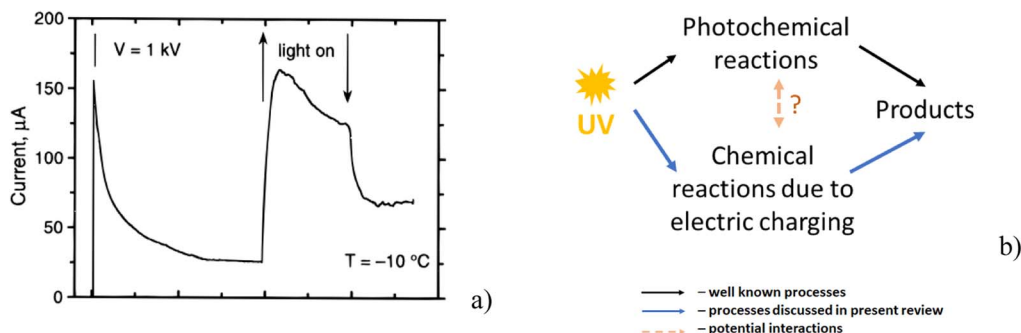 200
150
100
50
0
Current, µA
V = 1 kV
light on
T = −10 °C
a)
UV
Photochemical
reactions
?
Products
Chemical
reactions due to
electric charging
b)
– well known processes
– processes discussed in present review
– potential interactions